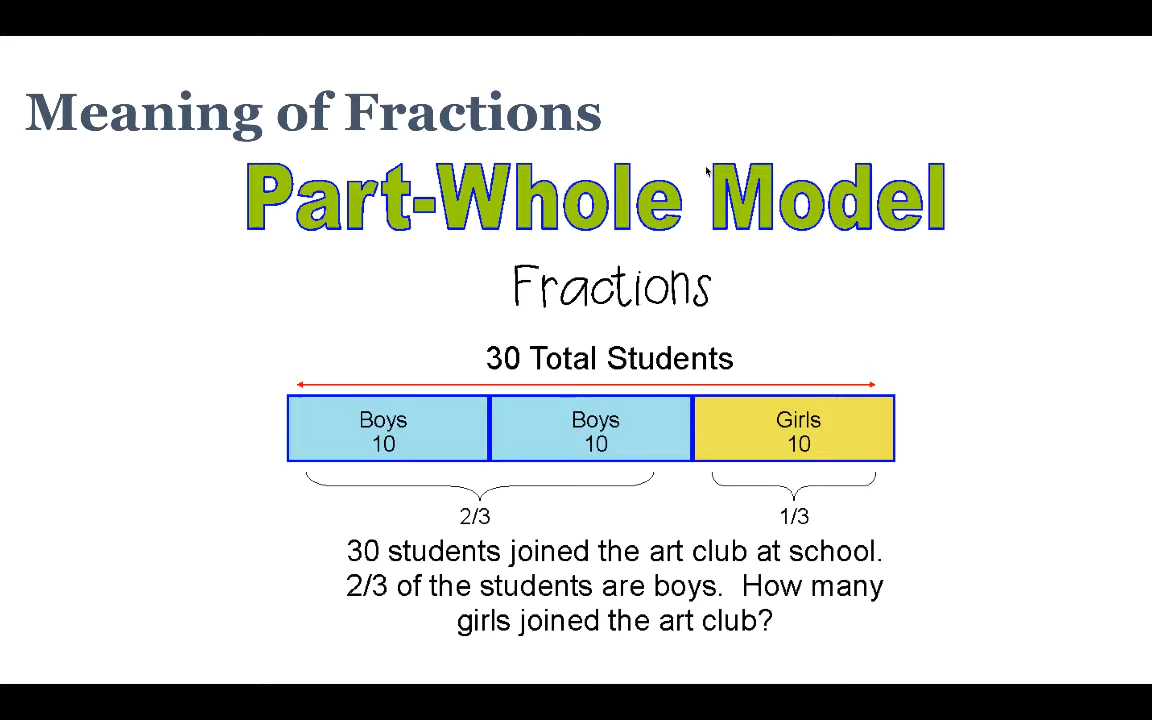 Meaning of Fractions
Part-Whole Model
Fractions
30 Total Students
Boys
10
Boys
10
Girls
10
2/3
1/3
30 students joined the art club at school.
2/3 of the students are boys.  How many
girls joined the art club?